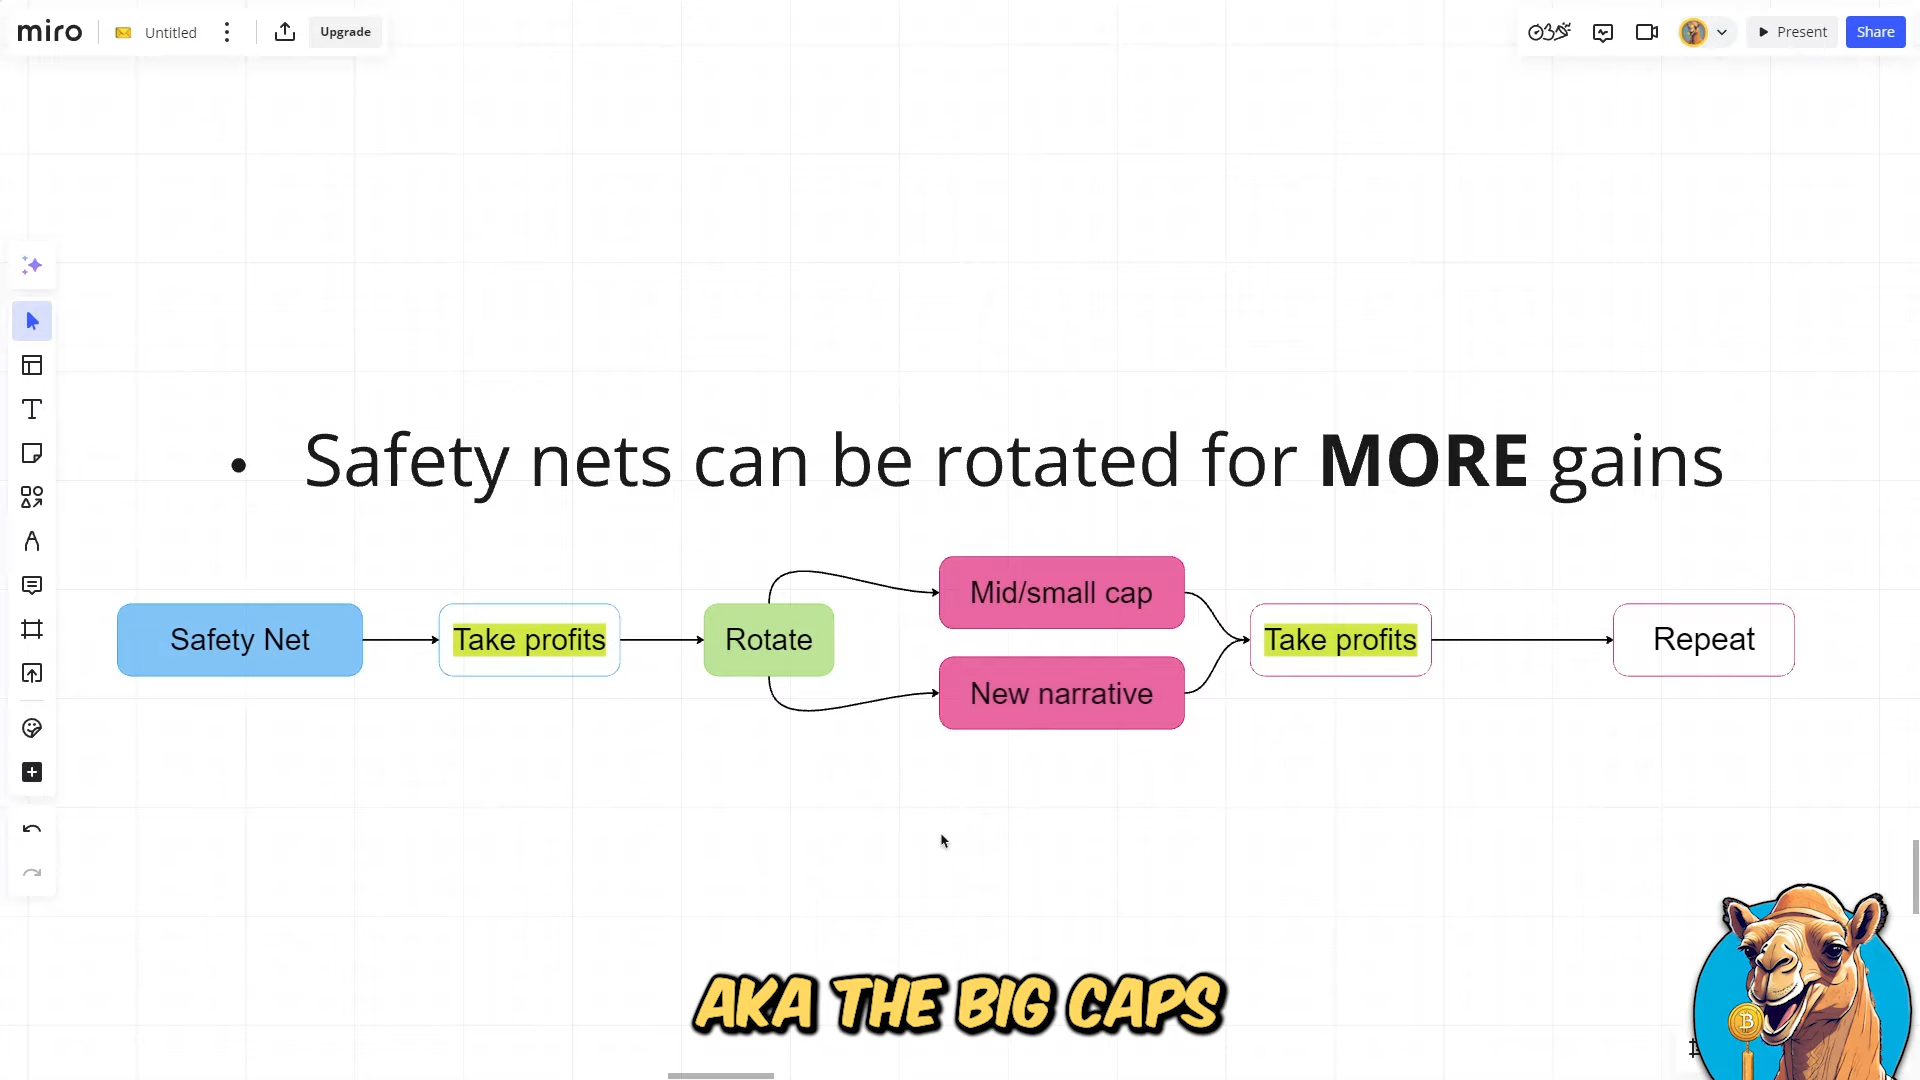 miro
Untitled
Upgrade
Present
Share
• Safety nets can be rotated for MORE gains
Safety Net
Take profits
Rotate
Mid/small cap
New narrative
Take profits
Repeat
AKA THE BIG CAPS